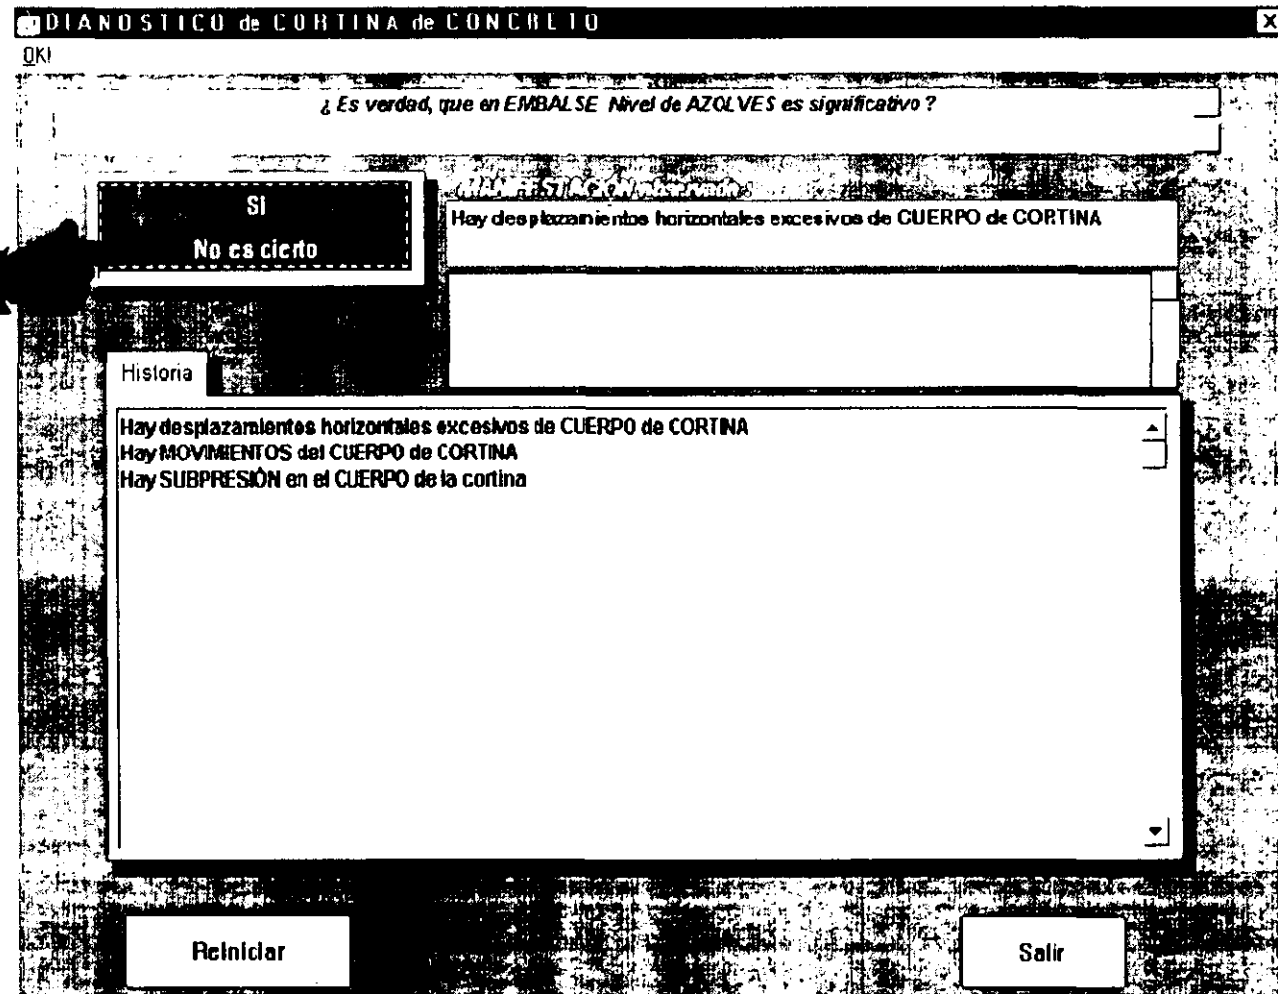 DIANOSTICO de CORTINA de CONCRETO
OK!
¿ Es verdad, que en EMBALSE Nivel de AZOLVES es significativo ?
SI
No es cierto
MANIFESTACION observada
Hay desplazamientos horizontales excesivos de CUERPO de CORTINA
Historia
Hay desplazamientos horizontales excesivos de CUERPO de CORTINA
Hay MOVIMIENTOS del CUERPO de CORTINA
Hay SUBPRESIÓN en el CUERPO de la cortina
Reiniciar
Salir